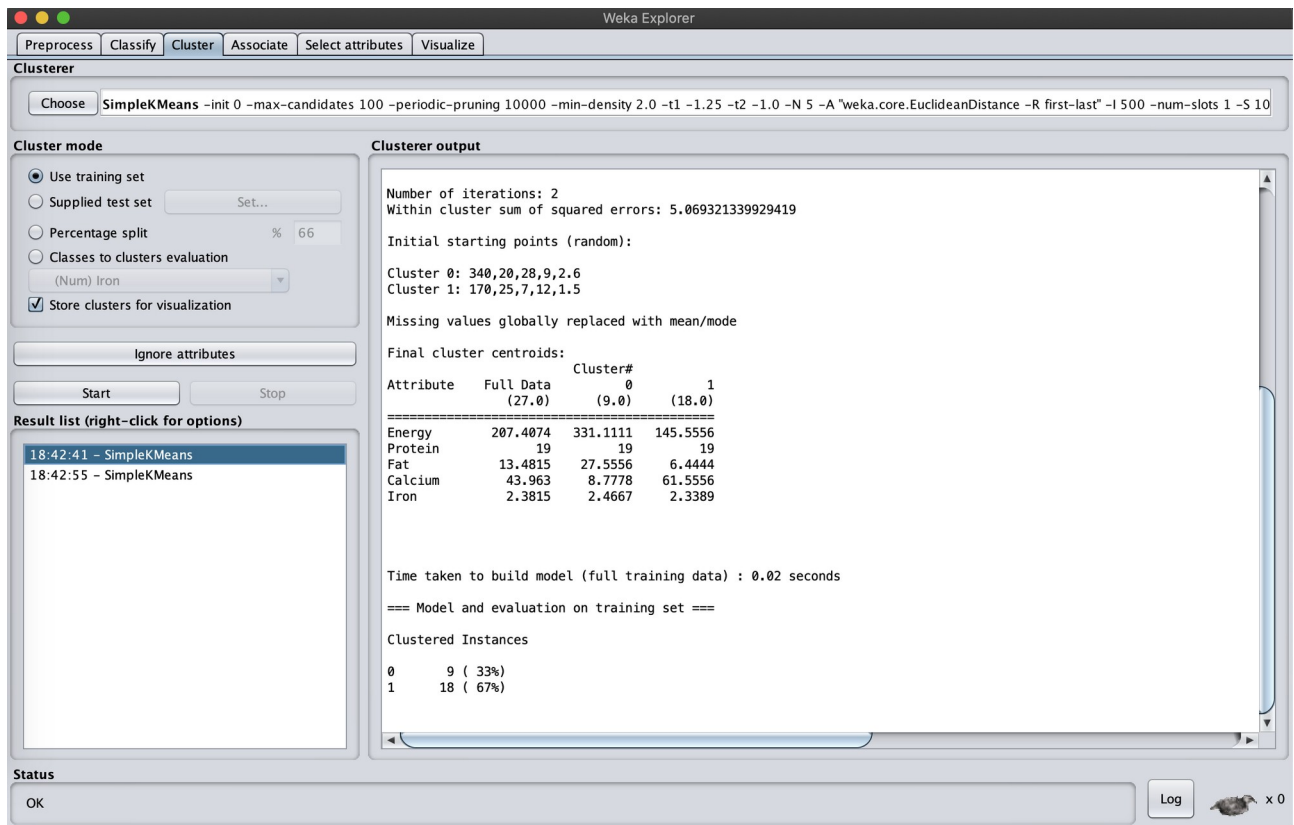 Weka Explorer
Preprocess Classify Cluster Associate Select attributes Visualize
Clusterer
Choose SimpleKMeans -init 0 -max-candidates 100 -periodic-pruning 10000 -min-density 2.0 -t1 -1.25 -t2 -1.0 -N 5 -A "weka.core.EuclideanDistance -R first-last" -I 500 -num-slots 1 -S 10
Cluster mode
Use training set
Supplied test set Set...
Percentage split % 66
Classes to clusters evaluation
(Num) Iron
Store clusters for visualization
Ignore attributes
Start Stop
Result list (right-click for options)
18:42:41 - SimpleKMeans
18:42:55 - SimpleKMeans
Clusterer output
Number of iterations: 2
Within cluster sum of squared errors: 5.069321339929419
Initial starting points (random):
Cluster 0: 340,20,28,9,2.6
Cluster 1: 170,25,7,12,1.5
Missing values globally replaced with mean/mode
Final cluster centroids:
Cluster#
Attribute Full Data 0 1
(27.0) (9.0) (18.0)
============================================
Energy 207.4074 331.1111 145.5556
Protein 19 19 19
Fat 13.4815 27.5556 6.4444
Calcium 43.963 8.7778 61.5556
Iron 2.3815 2.4667 2.3389
Time taken to build model (full training data) : 0.02 seconds
=== Model and evaluation on training set ===
Clustered Instances
0 9 ( 33%)
1 18 ( 67%)
Status
OK
Log x 0